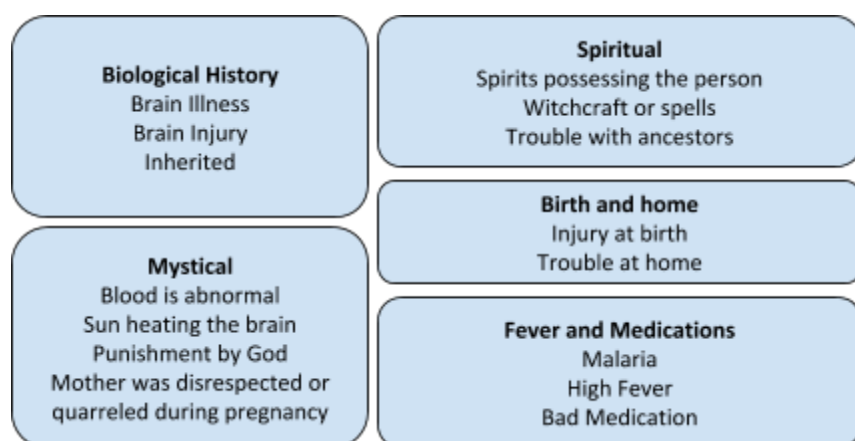 Biological History
Brain Illness
Brain Injury
Inherited
Mystical
Blood is abnormal
Sun heating the brain
Punishment by God
Mother was disrespected or
quarreled during pregnancy
Spiritual
Spirits possessing the person
Witchcraft or spells
Trouble with ancestors
Birth and home
Injury at birth
Trouble at home
Fever and Medications
Malaria
High Fever
Bad Medication